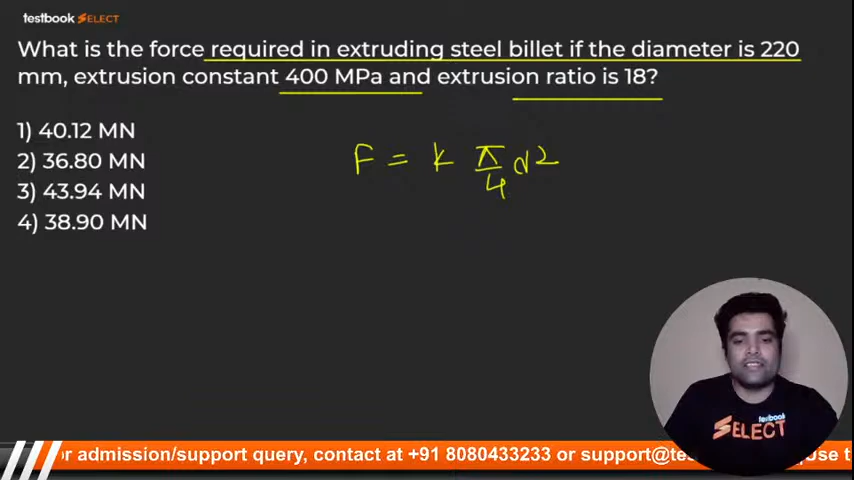 testbook SELECT
What is the force required in extruding steel billet if the diameter is 220
mm, extrusion constant 400 MPa and extrusion ratio is 18?
1) 40.12 MN
2) 36.80 MN
3) 43.94 MN
4) 38.90 MN
F = k π/4 d2
testbook
SELECT
or admission/support query, contact at +91 8080433233 or support@te